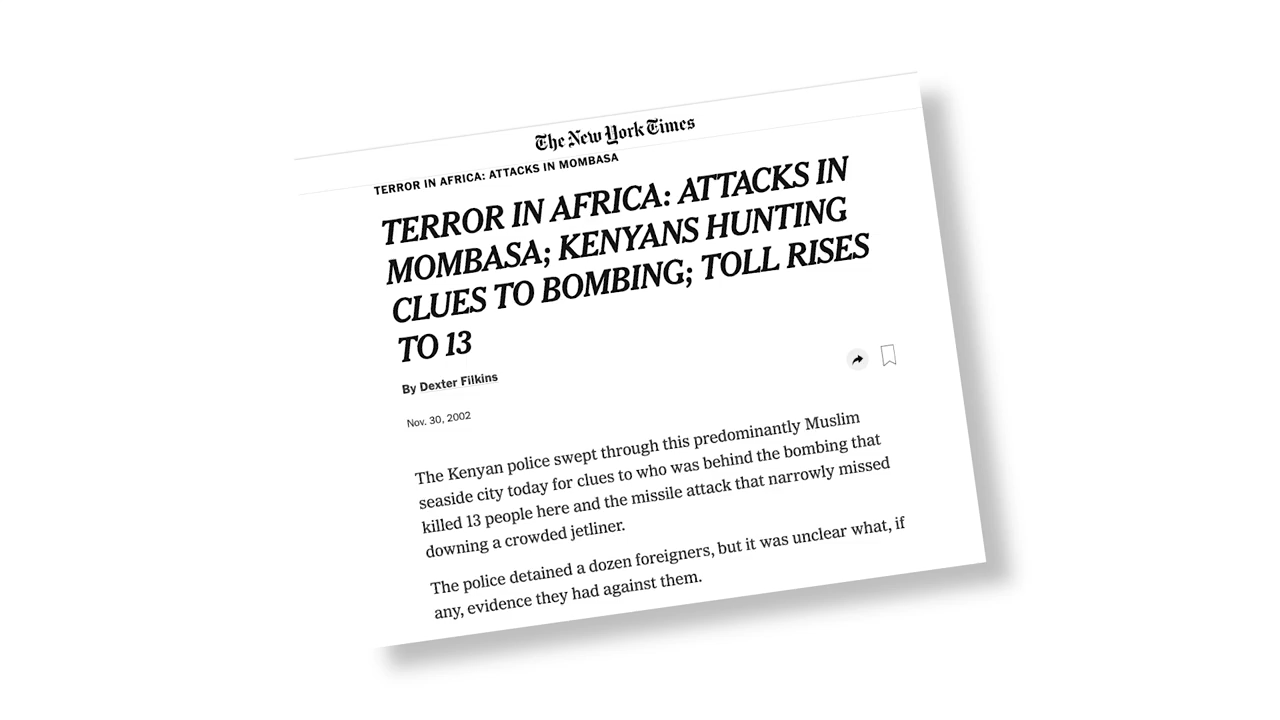 The New York Times
TERROR IN AFRICA: ATTACKS IN MOMBASA
TERROR IN AFRICA: ATTACKS IN
MOMBASA; KENYANS HUNTING
CLUES TO BOMBING; TOLL RISES
TO 13
By Dexter Filkins
Nov. 30, 2002
The Kenyan police swept through this predominantly Muslim
seaside city today for clues to who was behind the bombing that
killed 13 people here and the missile attack that narrowly missed
downing a crowded jetliner.
The police detained a dozen foreigners, but it was unclear what, if
any, evidence they had against them.